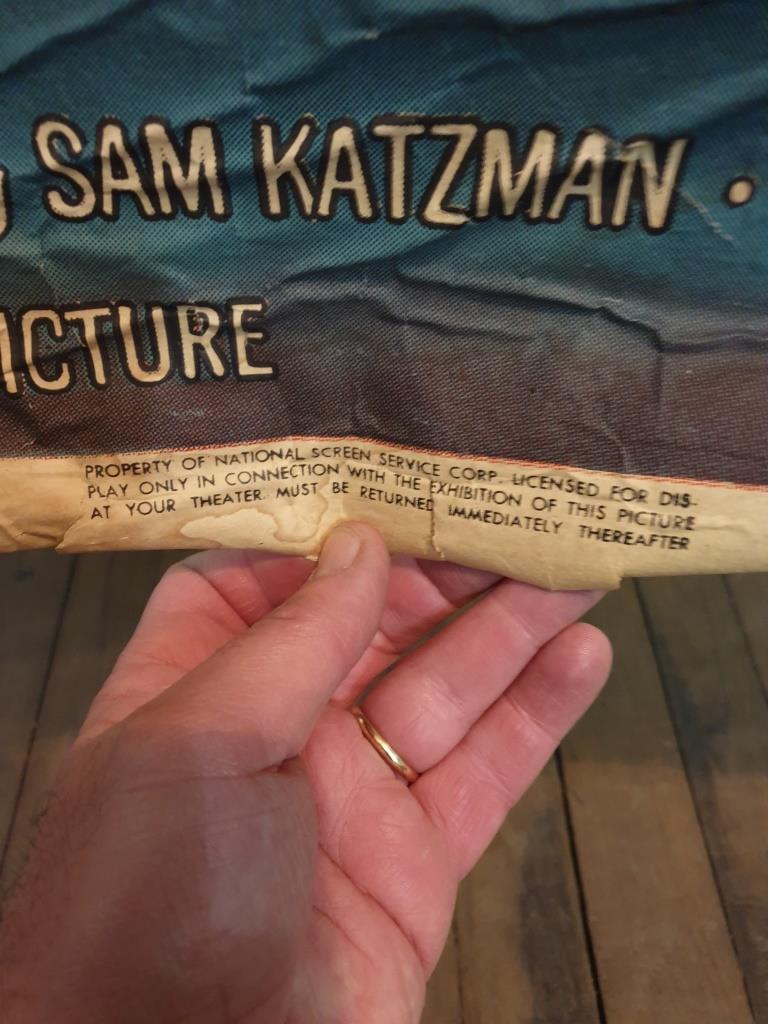 SAM KATZMAN •
ICTURE
PROPERTY OF NATIONAL SCREEN SERVICE CORP. LICENSED FOR DIS-
PLAY ONLY IN CONNECTION WITH THE EXHIBITION OF THIS PICTURE
AT YOUR THEATER. MUST BE RETURNED IMMEDIATELY THEREAFTER